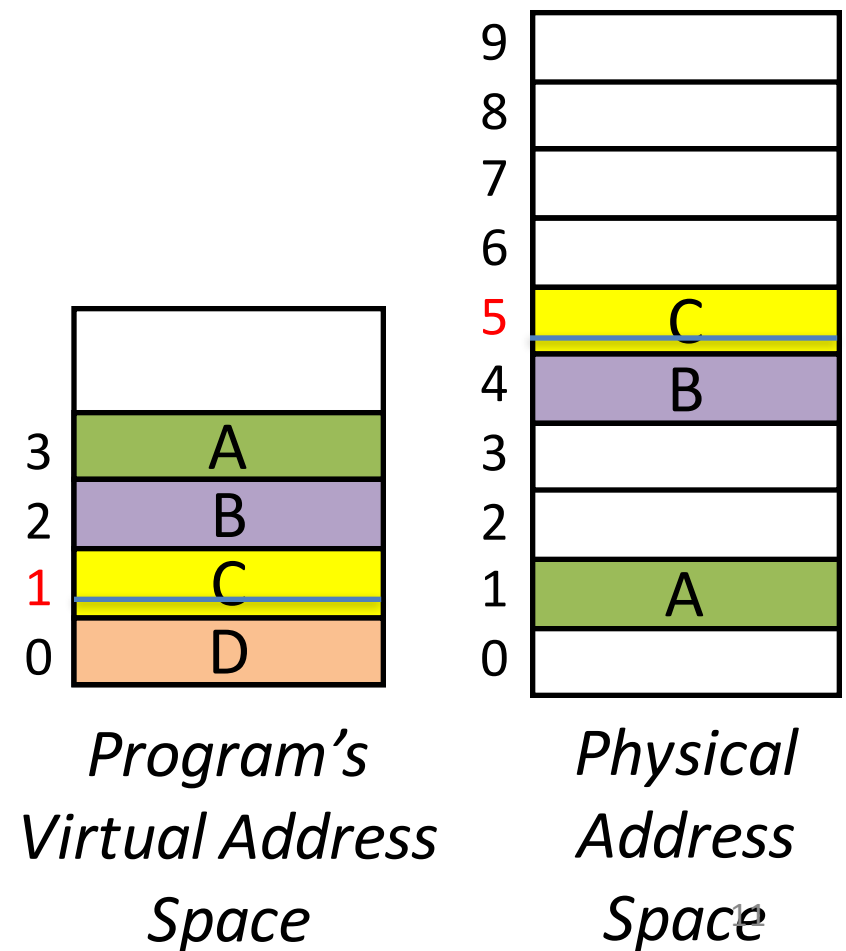 9
8
7
6
5 C
4 B
3
2
1 A
0
3 A
2 B
1 C
0 D
Program’s
Virtual Address
Space
Physical
Address
Space
11